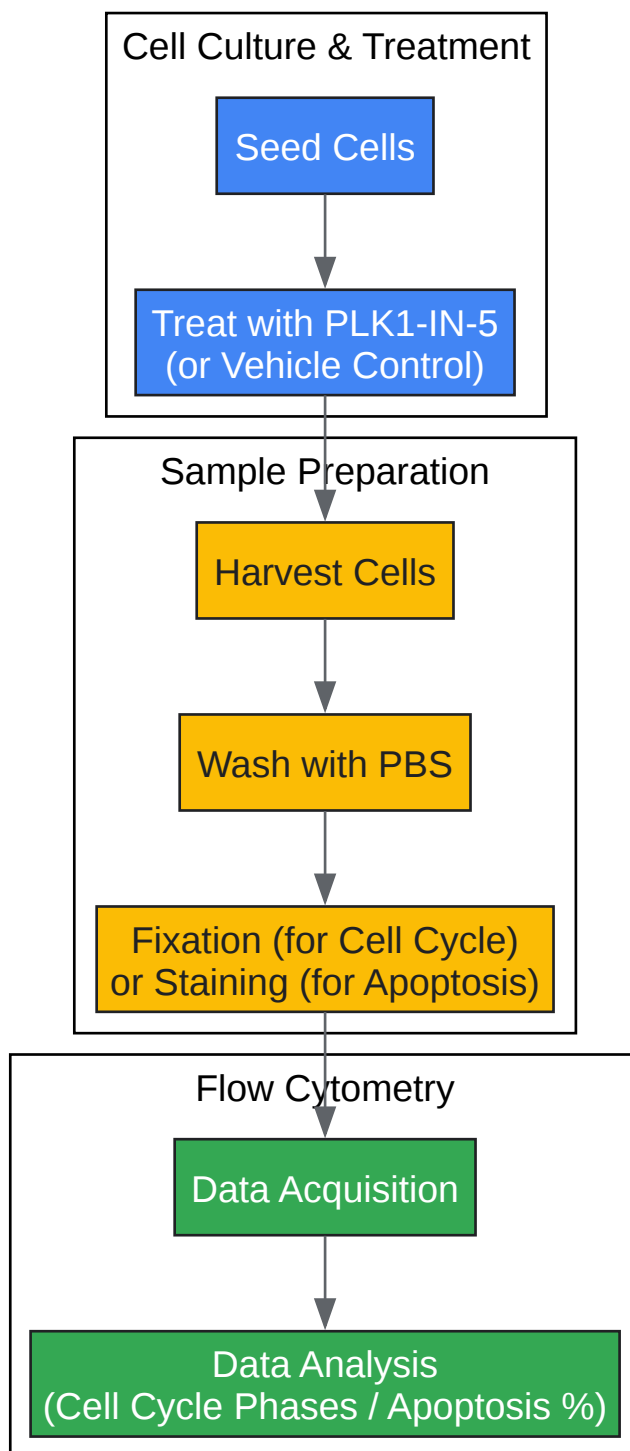 Cell Culture & Treatment
Seed Cells
Treat with PLK1-IN-5
(or Vehicle Control)
Sample Preparation
Harvest Cells
Wash with PBS
Fixation (for Cell Cycle)
or Staining (for Apoptosis)
Flow Cytometry
Data Acquisition
Data Analysis
(Cell Cycle Phases / Apoptosis %)